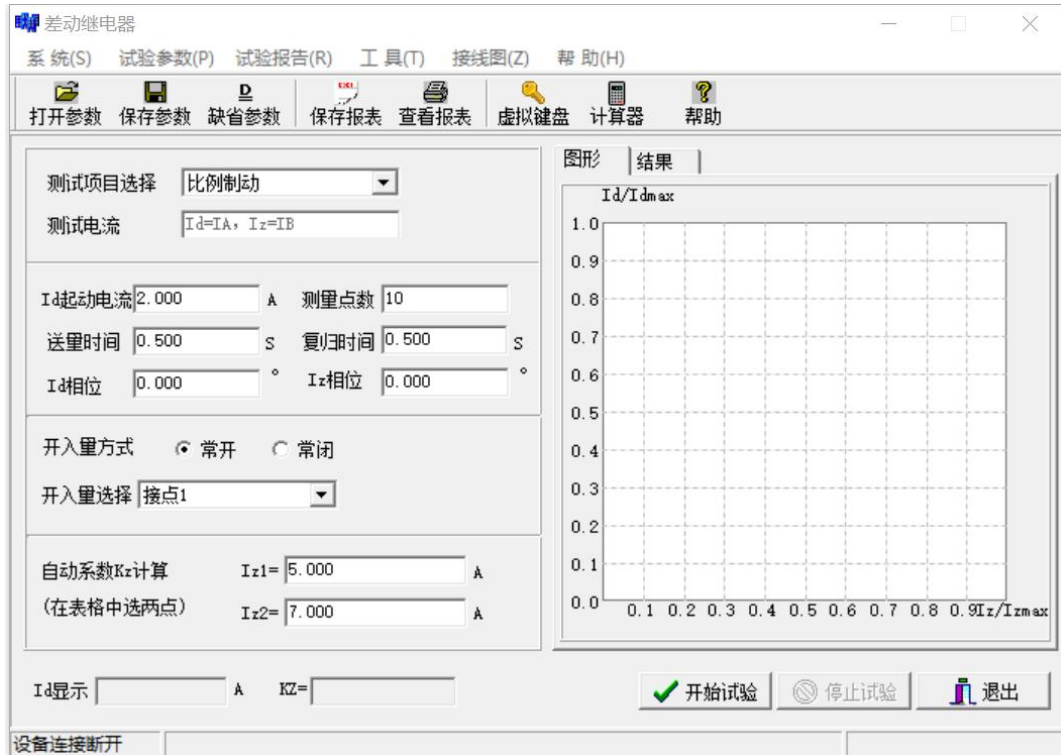 差动继电器
系 统(S) 试验参数(P) 试验报告(R) 工 具(T) 接线图(Z) 帮 助(H)
D
打开参数 保存参数 缺省参数 保存报表 查看报表 虚拟键盘 计算器 帮助
测试项目选择 比例制动
测试电流 Id=IA, Iz=IB
Id起动电流 2.000 A 测量点数 10
送量时间 0.500 S 复归时间 0.500 S
Id相位 0.000 ° Iz相位 0.000 °
开入量方式 常开 常闭
开入量选择 接点1
自动系数Kz计算 Iz1= 5.000 A
(在表格中选两点) Iz2= 7.000 A
Id显示 A KZ=
图形 结果
Id/Idmax
1.0
0.9
0.8
0.7
0.6
0.5
0.4
0.3
0.2
0.1
0.0
0.1 0.2 0.3 0.4 0.5 0.6 0.7 0.8 0.9Iz/Izmax
开始试验 停止试验 退出
设备连接断开